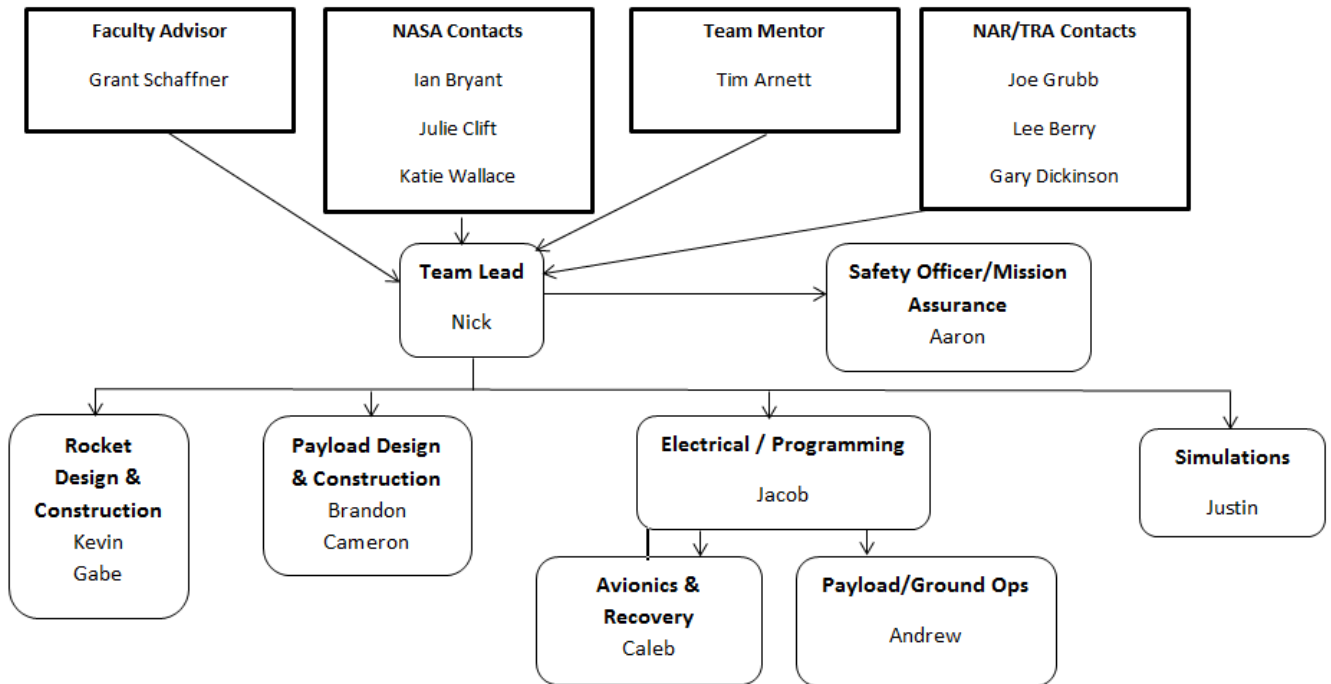 Faculty Advisor
Grant Schaffner
NASA Contacts
Ian Bryant
Julie Clift
Katie Wallace
Team Mentor
Tim Arnett
NAR/TRA Contacts
Joe Grubb
Lee Berry
Gary Dickinson
Team Lead
Nick
Safety Officer/Mission
Assurance
Aaron
Rocket
Design &
Construction
Kevin
Gabe
Payload Design
& Construction
Brandon
Cameron
Electrical / Programming
Jacob
Simulations
Justin
Avionics &
Recovery
Caleb
Payload/Ground Ops
Andrew